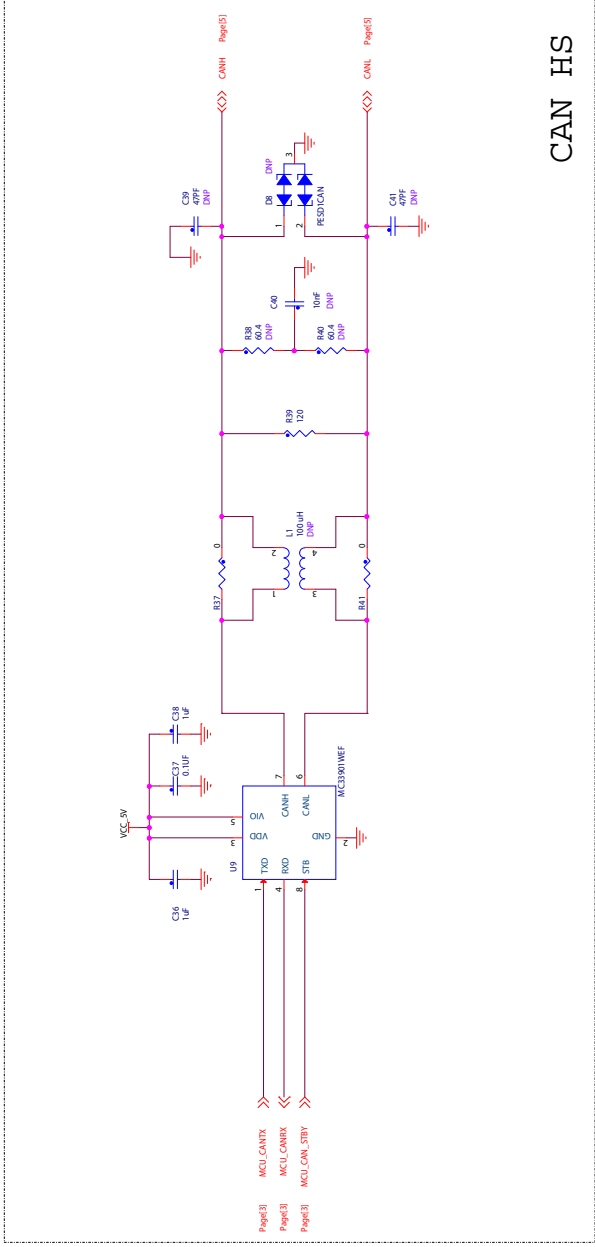 CAN HS
Page[5]
CANH
Page[5]
CANL
C39
47PF
DNP
DNP
D8
1
2
3
PESD1CAN
C41
47PF
DNP
C40
10nF
DNP
R38
60.4
DNP
R40
60.4
DNP
R39
120
R37
0
L1
100 uH
DNP
1
2
3
4
R41
0
VCC_5V
C36
1uF
C37
0.1UF
C38
1uF
U9
MC33901WEF
TXD
1
RXD
4
STB
8
VDD
3
VIO
5
CANH
7
CANL
6
GND
2
Page[3]
MCU_CANTX
Page[3]
MCU_CANRX
Page[3]
MCU_CAN_STBY